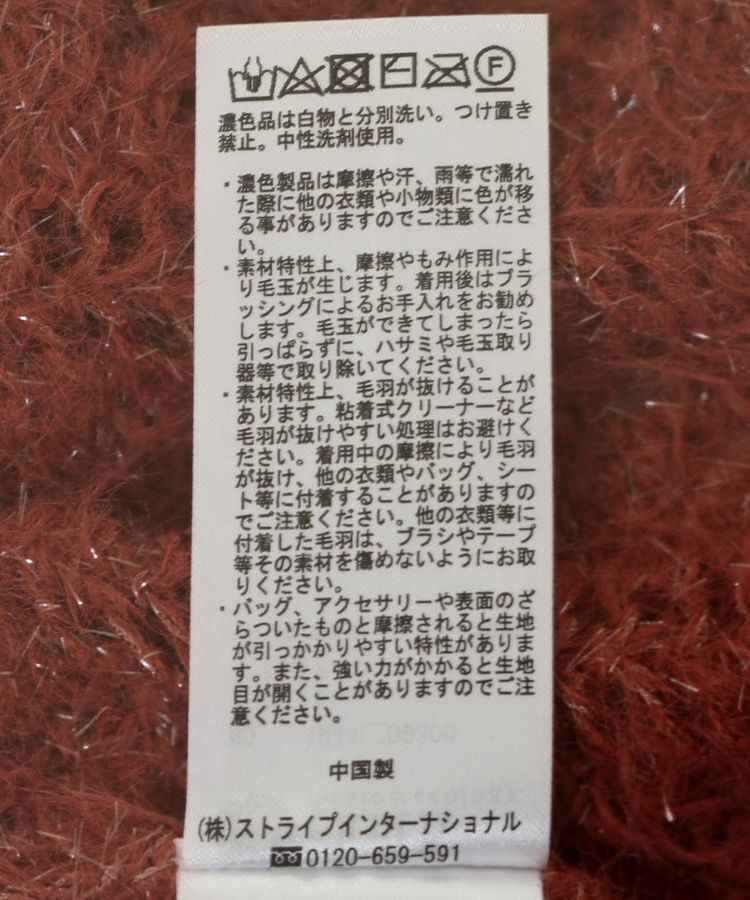 F
濃色品は白物と分別洗い。つけ置き
禁止。中性洗剤使用。
・濃色製品は摩擦や汗、雨等で濡れ
た際に他の衣類や小物類に色が移
る事がありますのでご注意くださ
い。
・素材特性上、摩擦やもみ作用によ
り毛玉が生じます。着用後はブラ
ッシングによるお手入れをお勧め
します。毛玉ができてしまったら
引っぱらずに、ハサミや毛玉取り
器等で取り除いてください。
・素材特性上、毛羽が抜けることが
あります。粘着式クリーナーなど
毛羽が抜けやすい処理はお避けく
ださい。着用中の摩擦により毛羽
が抜け、他の衣類やバッグ、シー
ト等に付着することがありますの
でご注意ください。他の衣類等に
付着した毛羽は、ブラシやテープ
等その素材を傷めないようにお取
りください。
・バッグ、アクセサリーや表面のざ
らついたものと摩擦されると生地
が引っかかりやすい特性がありま
す。また、強い力がかかると生地
目が開くことがありますのでご注
意ください。
中国製
(株)ストライプインターナショナル
0120-659-591